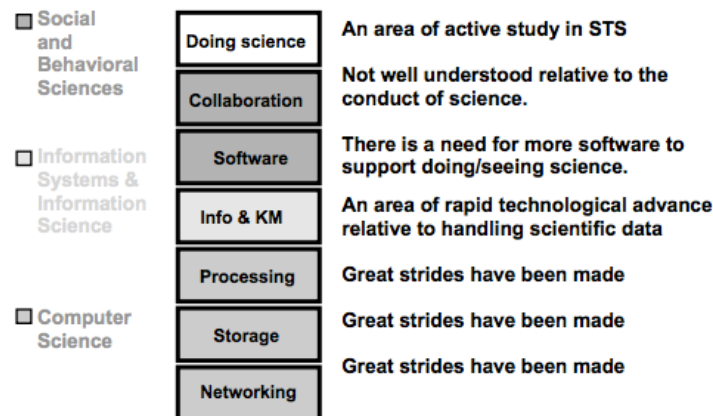 Social
and
Behavioral
Sciences
Information
Systems &
Information
Science
Computer
Science
Doing science
Collaboration
Software
Info & KM
Processing
Storage
Networking
An area of active study in STS
Not well understood relative to the
conduct of science.
There is a need for more software to
support doing/seeing science.
An area of rapid technological advance
relative to handling scientific data
Great strides have been made
Great strides have been made
Great strides have been made